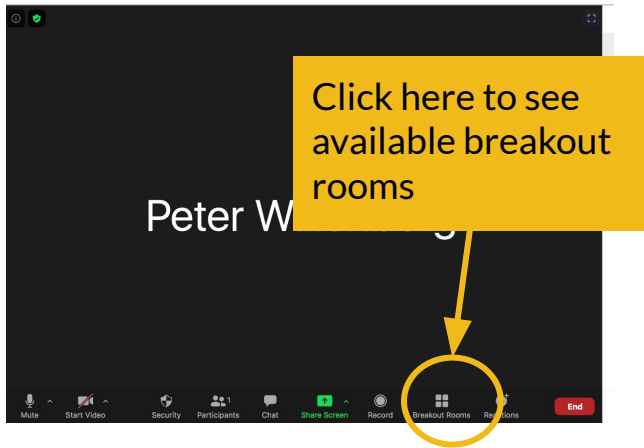 Click here to see
available breakout
rooms
Peter
1
Mute
Start Video
Security
Participants
Chat
Share Screen
Record
Breakout Rooms
Reactions
End